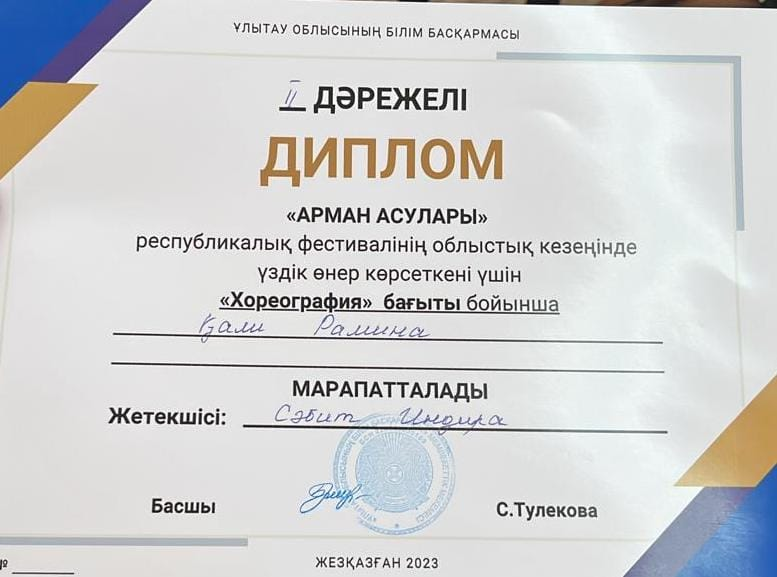 ҰЛЫТАУ ОБЛЫСЫНЫҢ БІЛІМ БАСҚАРМАСЫ
II ДӘРЕЖЕЛІ
ДИПЛОМ
«АРМАН АСУЛАРЫ»
республикалық фестивалінің облыстық кезеңінде
үздік өнер көрсеткені үшін
«Хореография» бағыты бойынша
Қали Рамина
МАРАПАТТАЛАДЫ
Жетекшісі: Сәбит Индира
Басшы С.Тулекова
№
ЖЕЗҚАЗҒАН 2023